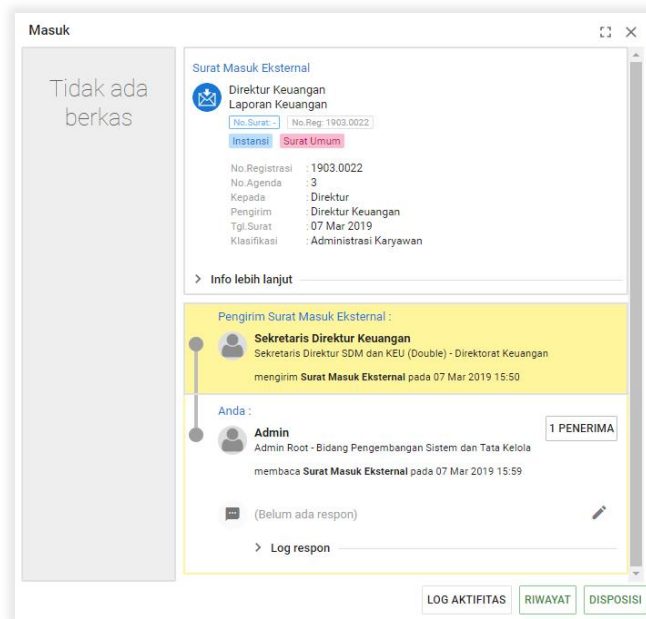 Masuk
Tidak ada
berkas
Surat Masuk Eksternal
Direktur Keuangan
Laporan Keuangan
No.Surat: - No.Reg: 1903.0022
Instansi Surat Umum
No.Registrasi : 1903.0022
No.Agenda : 3
Kepada : Direktur
Pengirim : Direktur Keuangan
Tgl.Surat : 07 Mar 2019
Klasifikasi : Administrasi Karyawan
Info lebih lanjut
Pengirim Surat Masuk Eksternal :
Sekretaris Direktur Keuangan
Sekretaris Direktur SDM dan KEU (Double) - Direktorat Keuangan
mengirim Surat Masuk Eksternal pada 07 Mar 2019 15:50
Anda :
1 PENERIMA
Admin
Admin Root - Bidang Pengembangan Sistem dan Tata Kelola
membaca Surat Masuk Eksternal pada 07 Mar 2019 15:59
(Belum ada respon)
Log respon
LOG AKTIFITAS RIWAYAT DISPOSISI